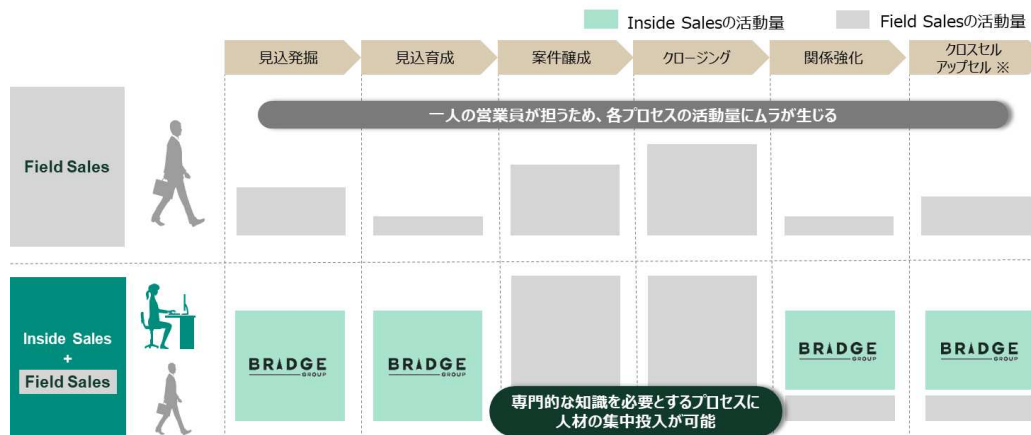 Inside Salesの活動量
Field Salesの活動量
見込発掘
見込育成
案件醸成
クロージング
関係強化
クロスセル
アップセル ※
一人の営業員が担うため、各プロセスの活動量にムラが生じる
Field Sales
Inside Sales
+
Field Sales
BRIDGE
GROUP
BRIDGE
GROUP
BRIDGE
GROUP
BRIDGE
GROUP
専門的な知識を必要とするプロセスに
人材の集中投入が可能